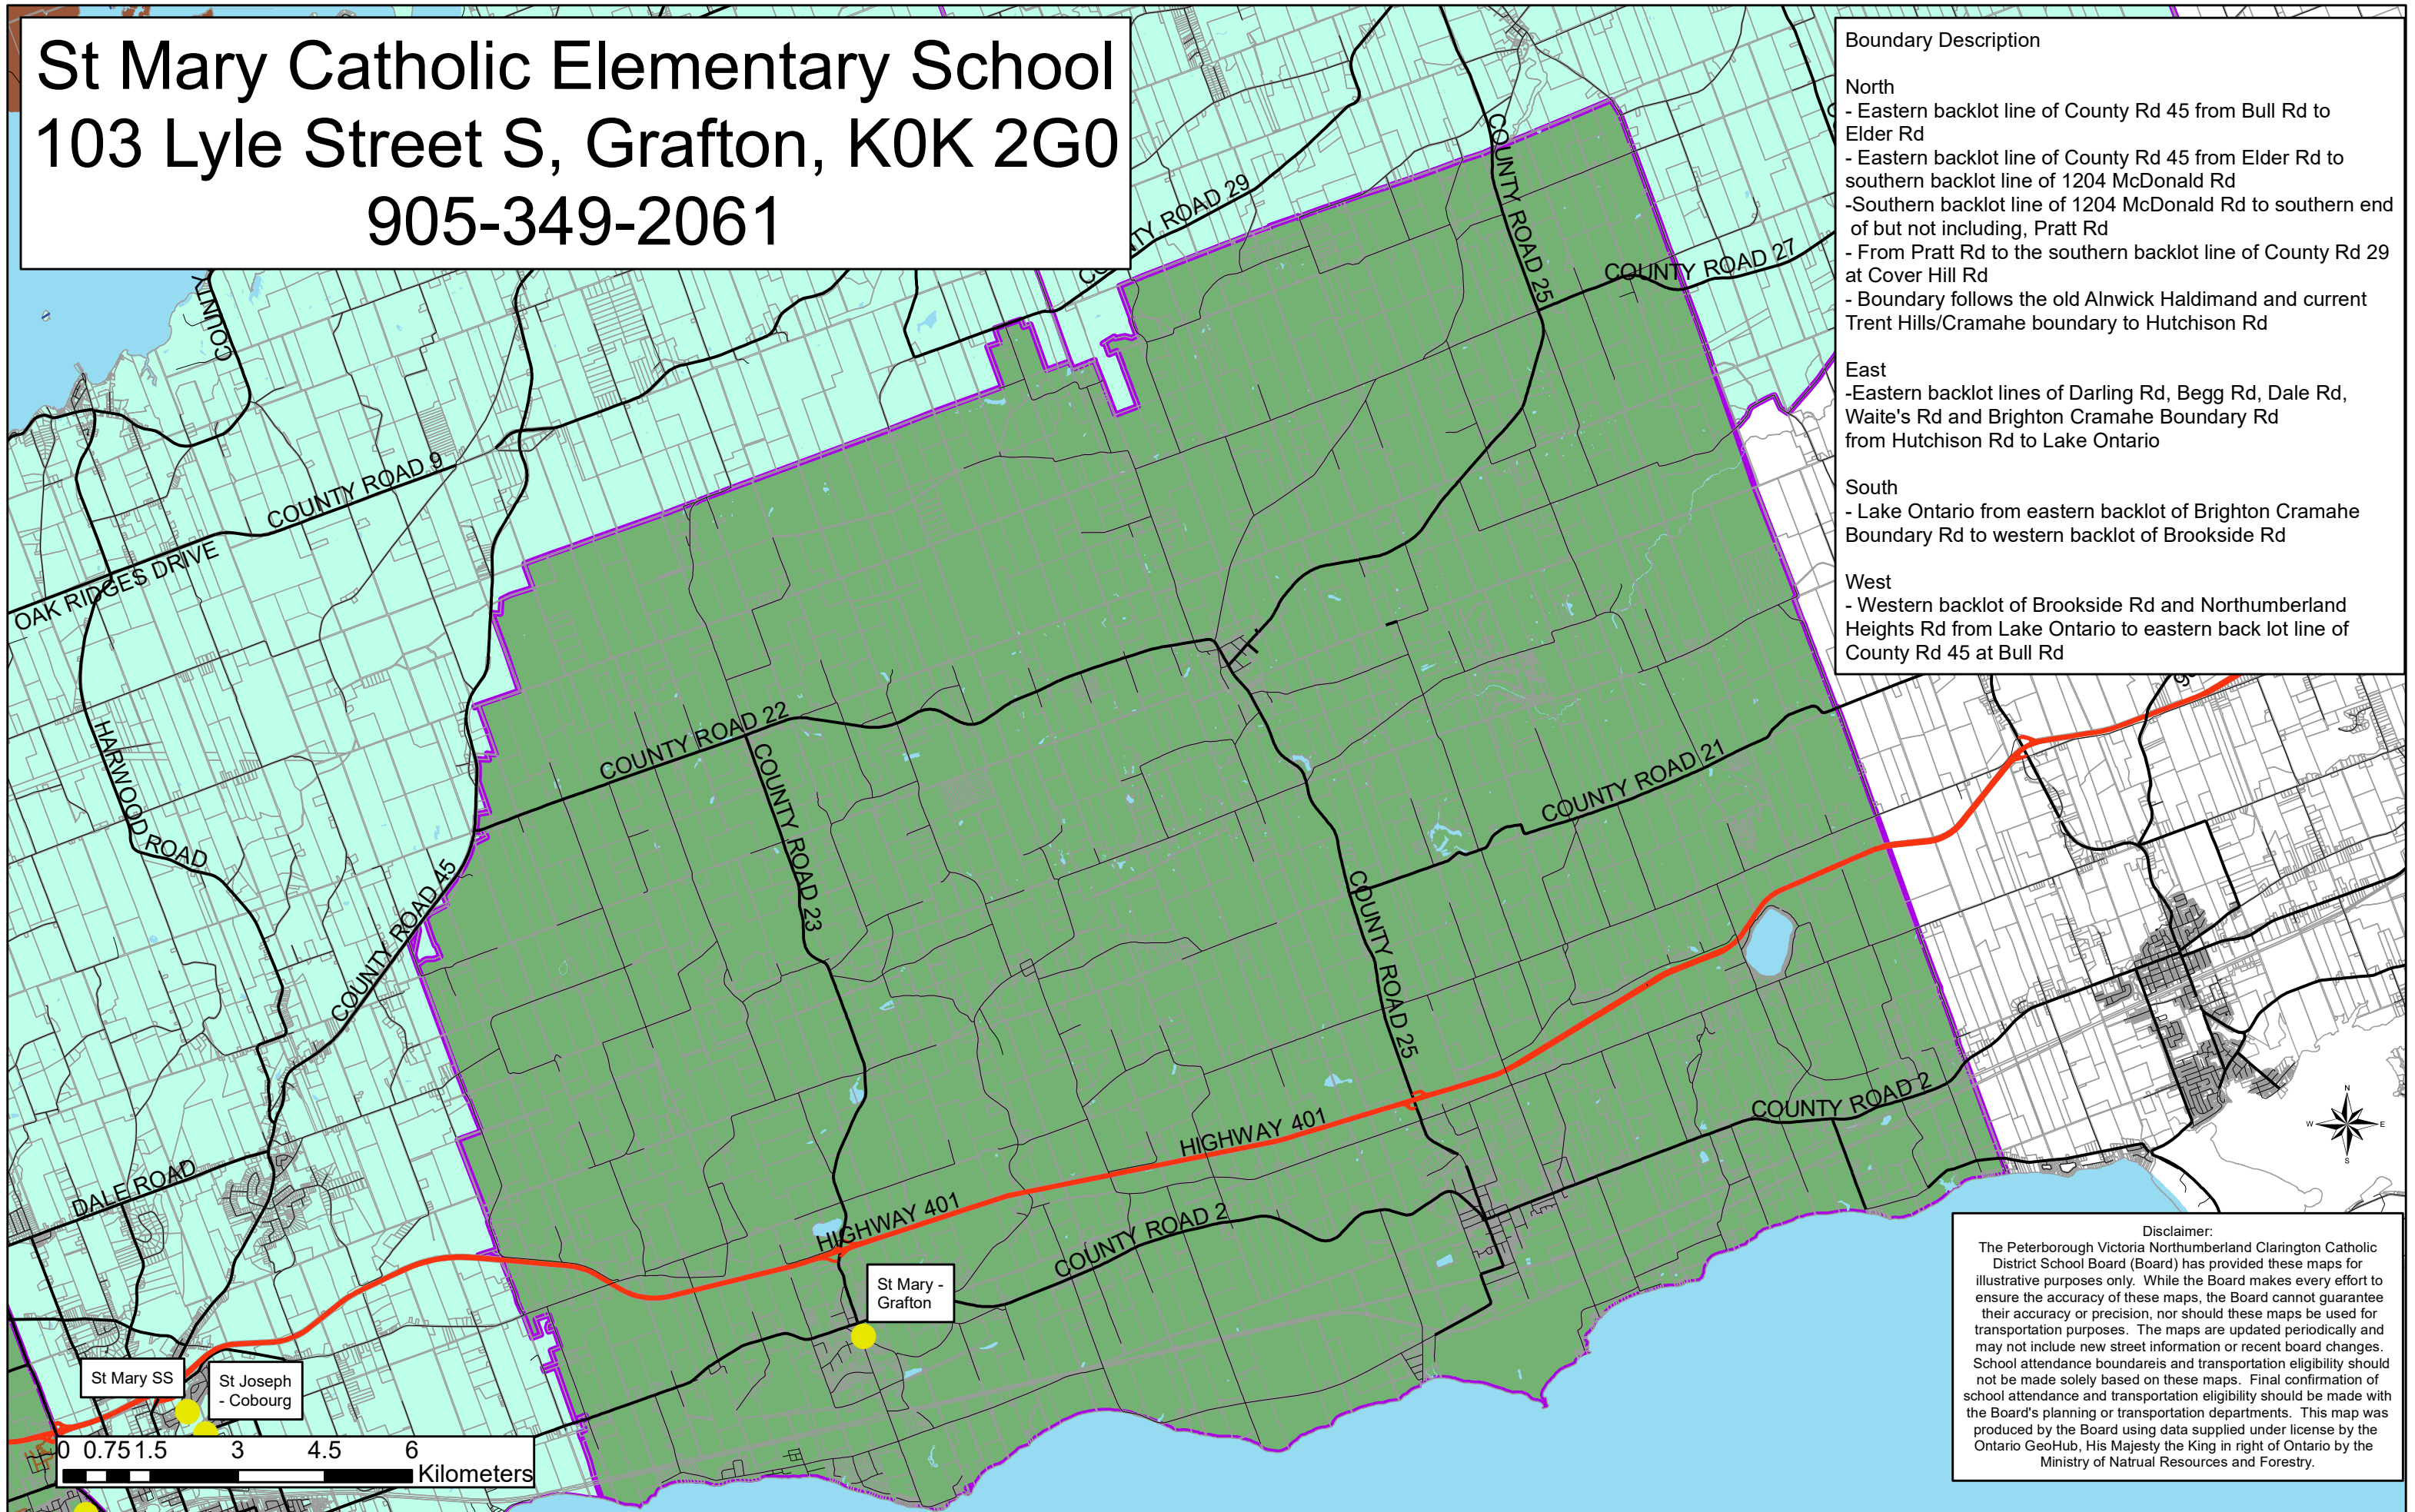 St Mary Catholic Elementary School
103 Lyle Street S, Grafton, K0K 2G0
905-349-2061
Boundary Description
North
- Eastern backlot line of County Rd 45 from Bull Rd to
Elder Rd
- Eastern backlot line of County Rd 45 from Elder Rd to
southern backlot line of 1204 McDonald Rd
-Southern backlot line of 1204 McDonald Rd to southern end
of but not including, Pratt Rd
- From Pratt Rd to the southern backlot line of County Rd 29
at Cover Hill Rd
- Boundary follows the old Alnwick Haldimand and current
Trent Hills/Cramahe boundary to Hutchison Rd
East
-Eastern backlot lines of Darling Rd, Begg Rd, Dale Rd,
Waite's Rd and Brighton Cramahe Boundary Rd
from Hutchison Rd to Lake Ontario
South
- Lake Ontario from eastern backlot of Brighton Cramahe
Boundary Rd to western backlot of Brookside Rd
West
- Western backlot of Brookside Rd and Northumberland
Heights Rd from Lake Ontario to eastern back lot line of
County Rd 45 at Bull Rd
COUNTY ROAD 25
ROAD 29
COUNTY ROAD 27
COUNTY
COUNTY ROAD 9
OAK RIDGES DRIVE
HARWOOD ROAD
COUNTY ROAD 22
COUNTY ROAD 23
COUNTY ROAD 21
COUNTY ROAD 45
COUNTY ROAD 25
HIGHWAY 401
COUNTY ROAD 2
DALE ROAD
HIGHWAY 401
COUNTY ROAD 2
St Mary -
Grafton
St Mary SS
St Joseph
- Cobourg
0 0.75 1.5 3 4.5 6
Kilometers
N
W E
S
Disclaimer:
The Peterborough Victoria Northumberland Clarington Catholic
District School Board (Board) has provided these maps for
illustrative purposes only. While the Board makes every effort to
ensure the accuracy of these maps, the Board cannot guarantee
their accuracy or precision, nor should these maps be used for
transportation purposes. The maps are updated periodically and
may not include new street information or recent board changes.
School attendance boundareis and transportation eligibility should
not be made solely based on these maps. Final confirmation of
school attendance and transportation eligibility should be made with
the Board's planning or transportation departments. This map was
produced by the Board using data supplied under license by the
Ontario GeoHub, His Majesty the King in right of Ontario by the
Ministry of Natrual Resources and Forestry.